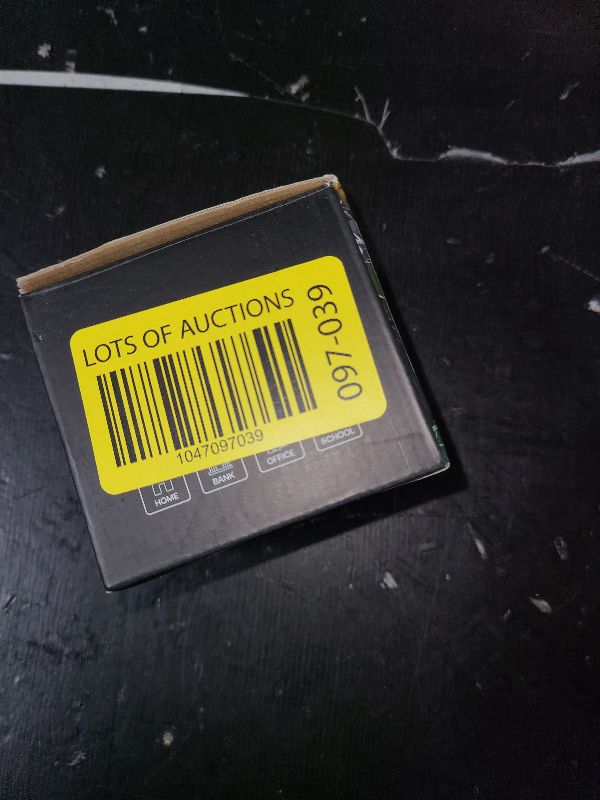 LOTS OF AUCTIONS
097-039
1047097039
HOME
BANK
OFFICE
SCHOOL